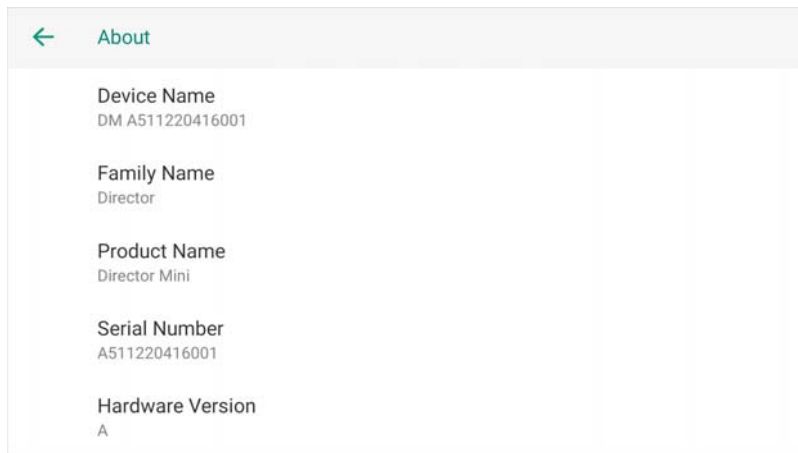 About
Device Name
DM A511220416001
Family Name
Director
Product Name
Director Mini
Serial Number
A511220416001
Hardware Version
A